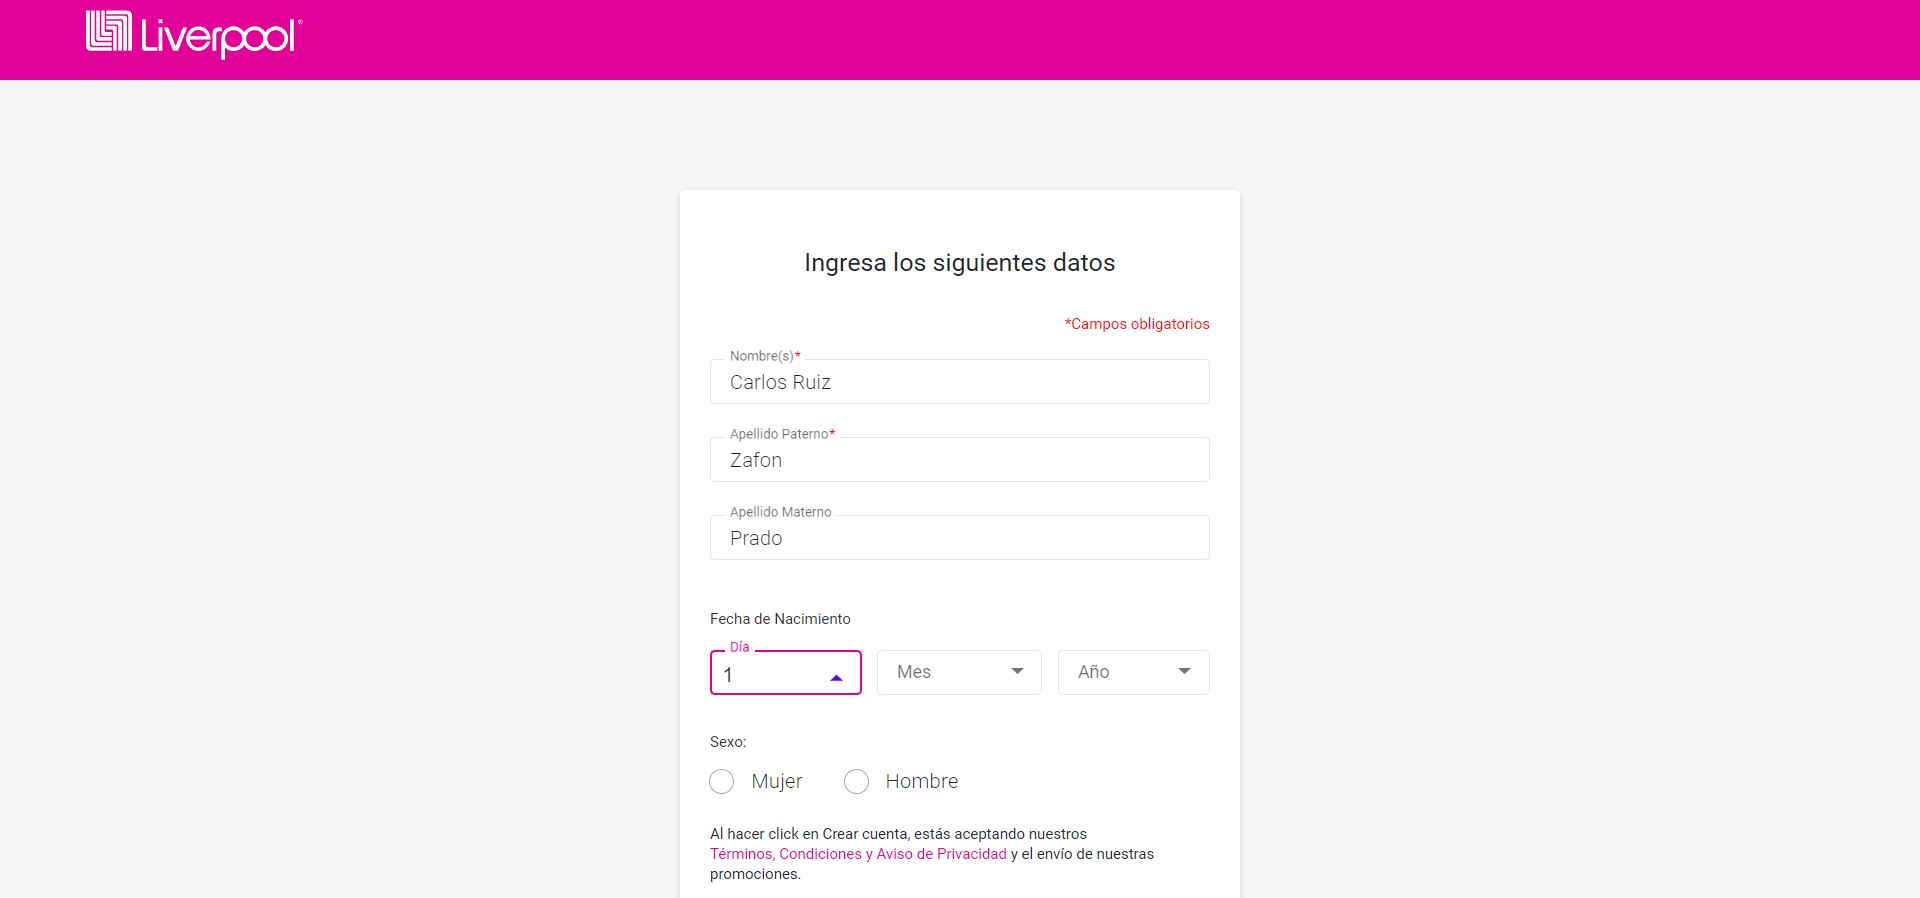 Liverpool®
Ingresa los siguientes datos
*Campos obligatorios
Nombre(s)*
Carlos Ruiz
Apellido Paterno*
Zafon
Apellido Materno
Prado
Fecha de Nacimiento
Día
1 Mes Año
Sexo:
Mujer Hombre
Al hacer click en Crear cuenta, estás aceptando nuestros
Términos, Condiciones y Aviso de Privacidad y el envío de nuestras
promociones.